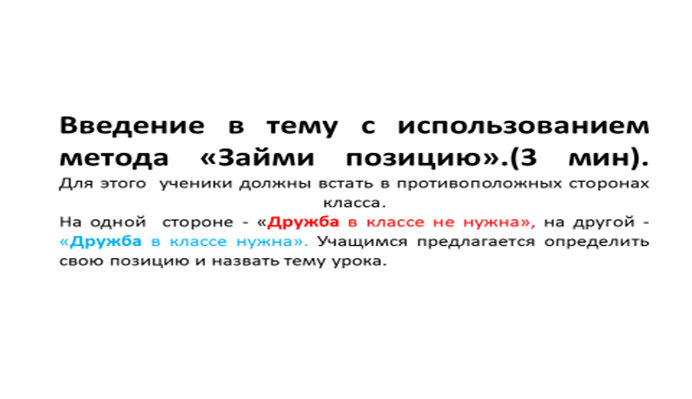 Введение в тему с использованием
метода «Займи позицию».(3 мин).
Для этого ученики должны встать в противоположных сторонах
класса.
На одной стороне - «Дружба в классе не нужна», на другой -
«Дружба в классе нужна». Учащимся предлагается определить
свою позицию и назвать тему урока.